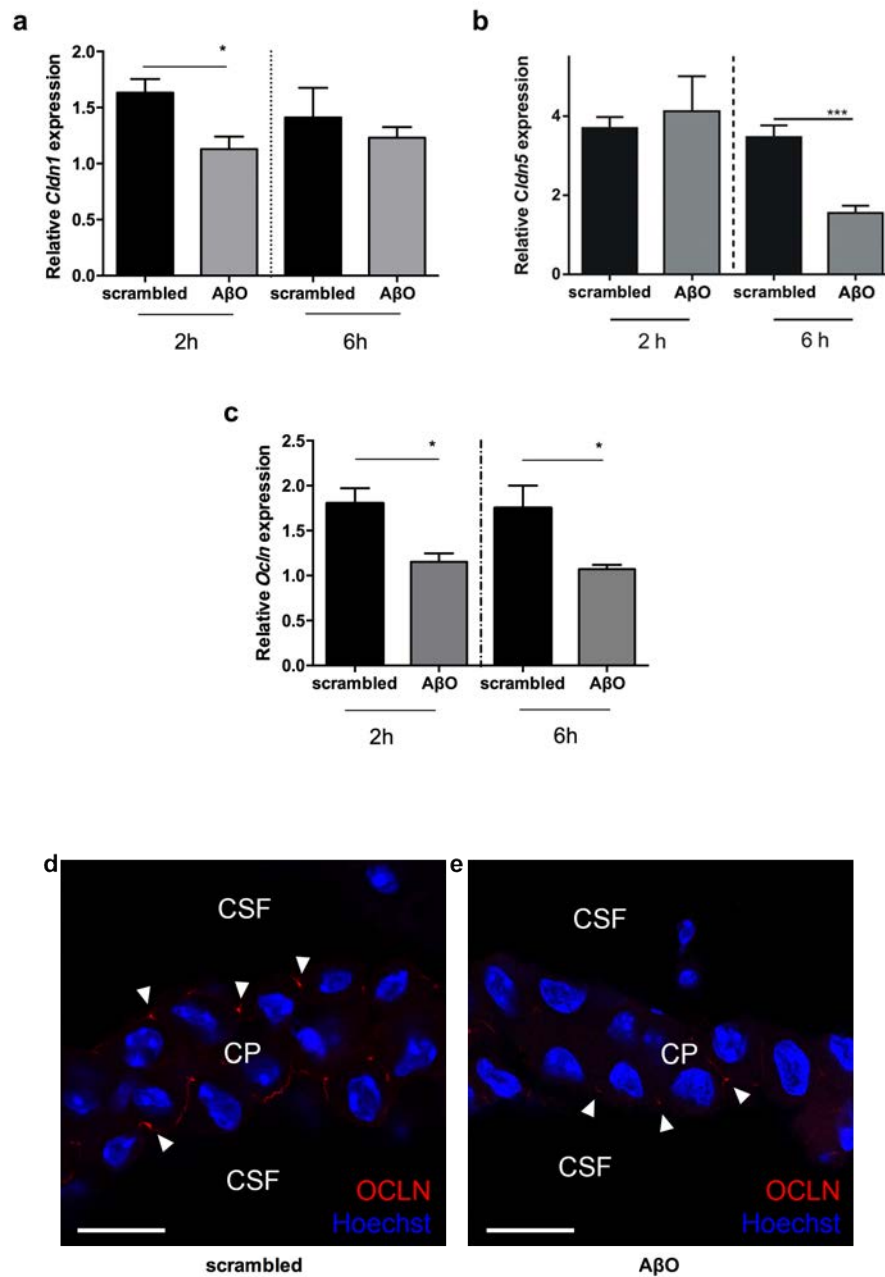 a
Relative Cldn1 expression
2.0
1.5
1.0
0.5
0.0
*
scrambled AβO scrambled AβO
2h 6h
b
Relative Cldn5 expression
4
2
0
***
scrambled AβO scrambled AβO
2 h 6 h
c
Relative Ocln expression
2.5
2.0
1.5
1.0
0.5
0.0
* *
scrambled AβO scrambled AβO
2h 6h
d
CSF
CP
CSF
OCLN
Hoechst
scrambled
e
CSF
CP
CSF
OCLN
Hoechst
AβO